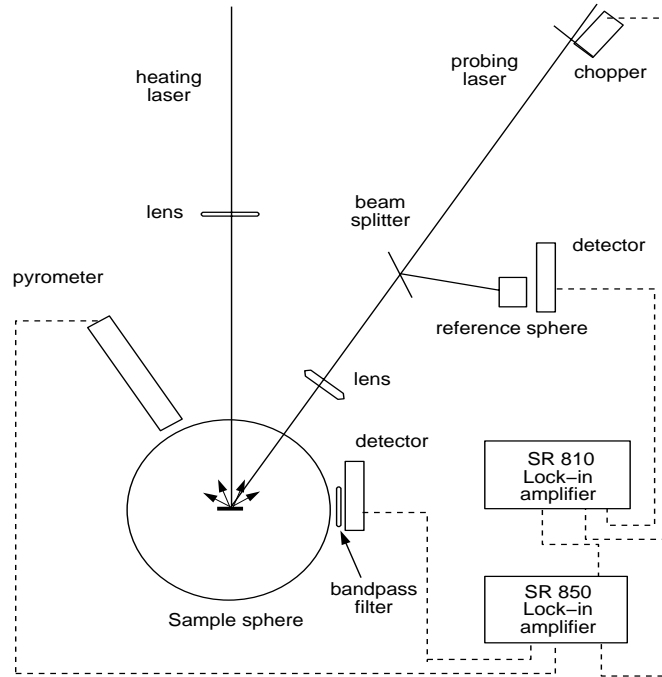 heating
laser
probing
laser
chopper
lens
beam
splitter
detector
pyrometer
reference sphere
lens
detector
SR 810
Lock−in
amplifier
bandpass
filter
Sample sphere
SR 850
Lock−in
amplifier